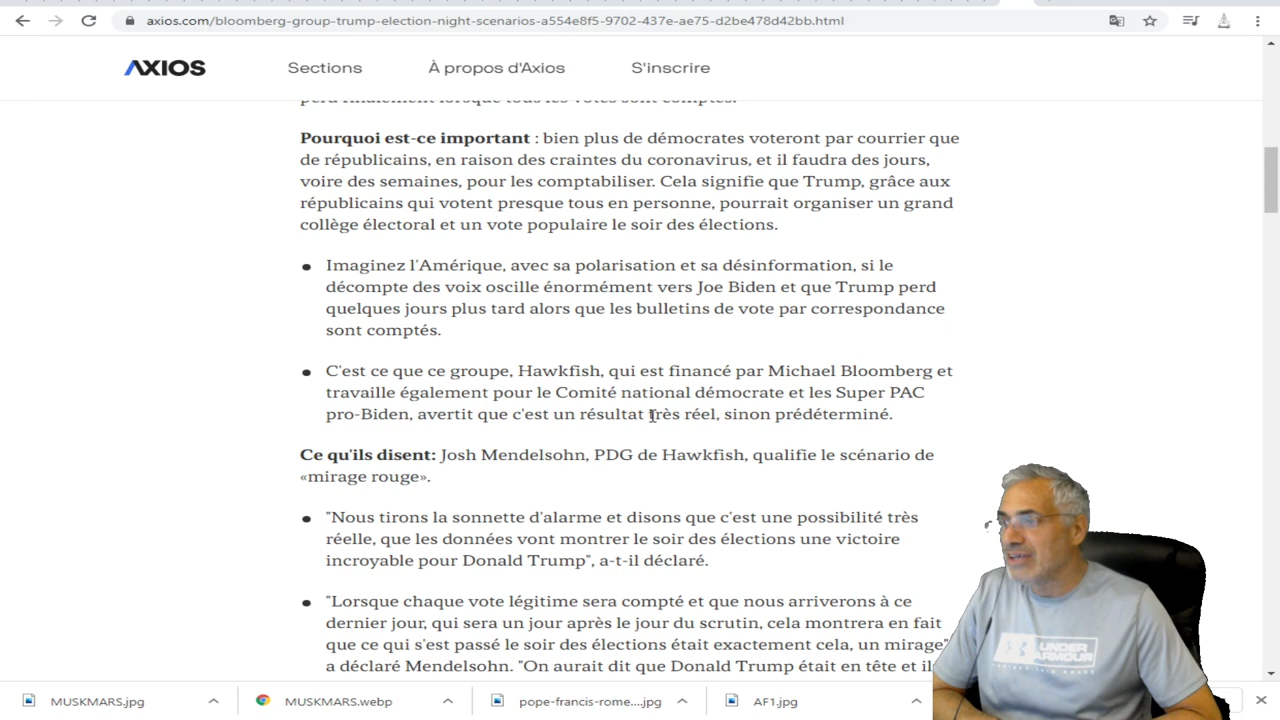 axios.com/bloomberg-group-trump-election-night-scenarios-a554e8f5-9702-437e-ae75-d2be478d42bb.html
AXIOS
Sections
À propos d'Axios
S'inscrire
perd finalement lorsque tous les votes sont comptés.
Pourquoi est-ce important : bien plus de démocrates voteront par courrier que
de républicains, en raison des craintes du coronavirus, et il faudra des jours,
voire des semaines, pour les comptabiliser. Cela signifie que Trump, grâce aux
républicains qui votent presque tous en personne, pourrait organiser un grand
collège électoral et un vote populaire le soir des élections.
Imaginez l'Amérique, avec sa polarisation et sa désinformation, si le
décompte des voix oscille énormément vers Joe Biden et que Trump perd
quelques jours plus tard alors que les bulletins de vote par correspondance
sont comptés.
C'est ce que ce groupe, Hawkfish, qui est financé par Michael Bloomberg et
travaille également pour le Comité national démocrate et les Super PAC
pro-Biden, avertit que c'est un résultat très réel, sinon prédéterminé.
Ce qu'ils disent: Josh Mendelsohn, PDG de Hawkfish, qualifie le scénario de
«mirage rouge».
"Nous tirons la sonnette d'alarme et disons que c'est une possibilité très
réelle, que les données vont montrer le soir des élections une victoire
incroyable pour Donald Trump", a-t-il déclaré.
"Lorsque chaque vote légitime sera compté et que nous arriverons à ce
dernier jour, qui sera un jour après le jour du scrutin, cela montrera en fait
que ce qui s'est passé le soir des élections était exactement cela, un mirage"
a déclaré Mendelsohn. "On aurait dit que Donald Trump était en tête et il
UNDER
ARMOUR
MUSKMARS.jpg
MUSKMARS.webp
pope-francis-rome....jpg
AF1.jpg